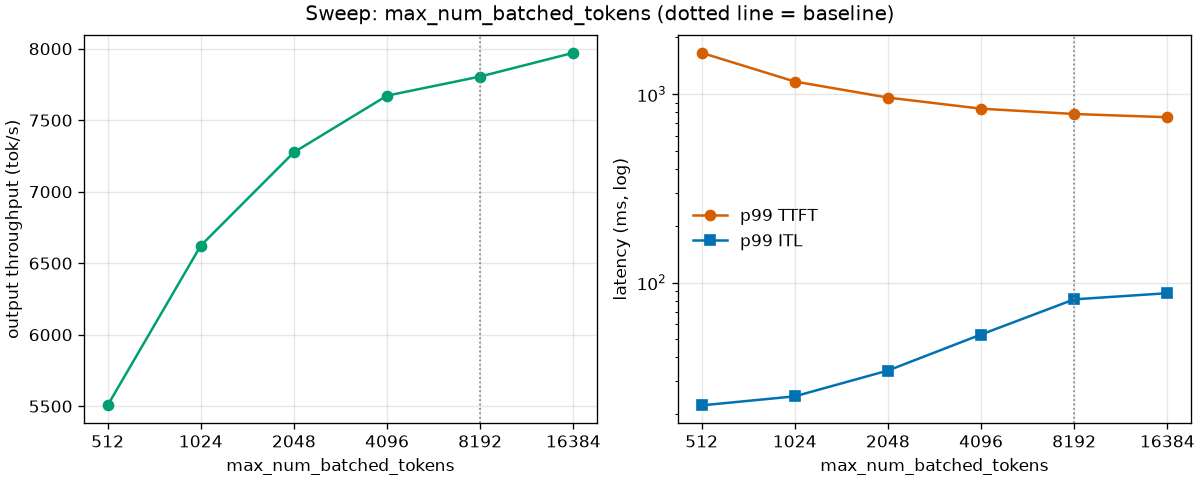 Sweep: max_num_batched_tokens (dotted line = baseline)
output throughput (tok/s)
8000
7500
7000
6500
6000
5500
512 1024 2048 4096 8192 16384
max_num_batched_tokens
latency (ms, log)
10³
10²
p99 TTFT
p99 ITL
512 1024 2048 4096 8192 16384
max_num_batched_tokens